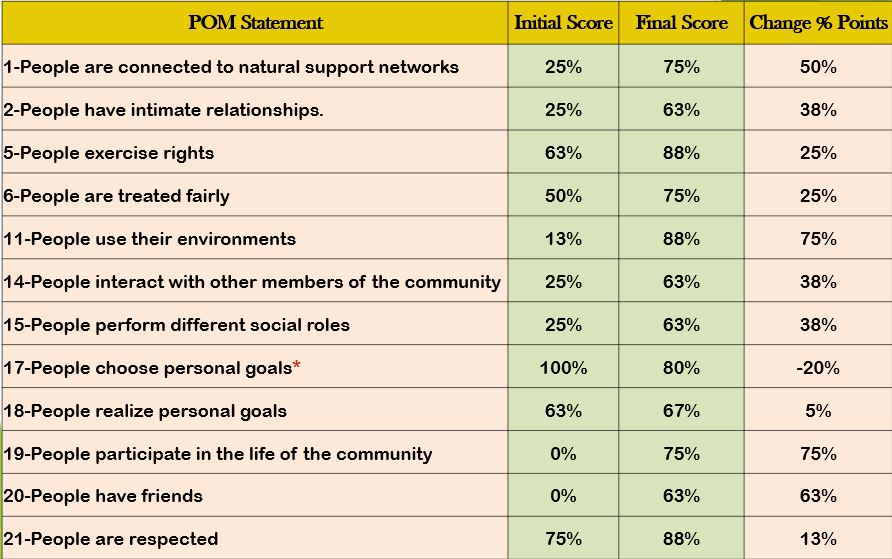 POM Statement Initial Score Final Score Change % Points
1-People are connected to natural support networks 25% 75% 50%
2-People have intimate relationships. 25% 63% 38%
5-People exercise rights 63% 88% 25%
6-People are treated fairly 50% 75% 25%
11-People use their environments 13% 88% 75%
14-People interact with other members of the community 25% 63% 38%
15-People perform different social roles 25% 63% 38%
17-People choose personal goals* 100% 80% -20%
18-People realize personal goals 63% 67% 5%
19-People participate in the life of the community 0% 75% 75%
20-People have friends 0% 63% 63%
21-People are respected 75% 88% 13%